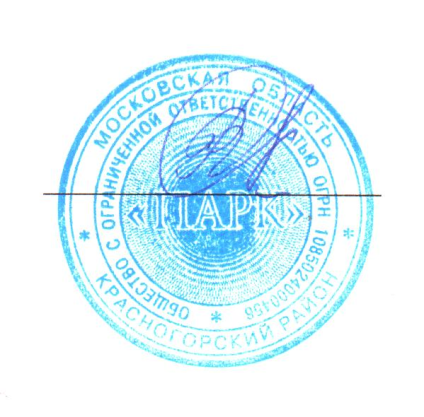 МОСКОВСКАЯ ОБЛАСТЬ
* КРАСНОГОРСКИЙ РАЙОН *
ОБЩЕСТВО С ОГРАНИЧЕННОЙ ОТВЕТСТВЕННОСТЬЮ ОГРН 1085024000456
*
«ПАРК»